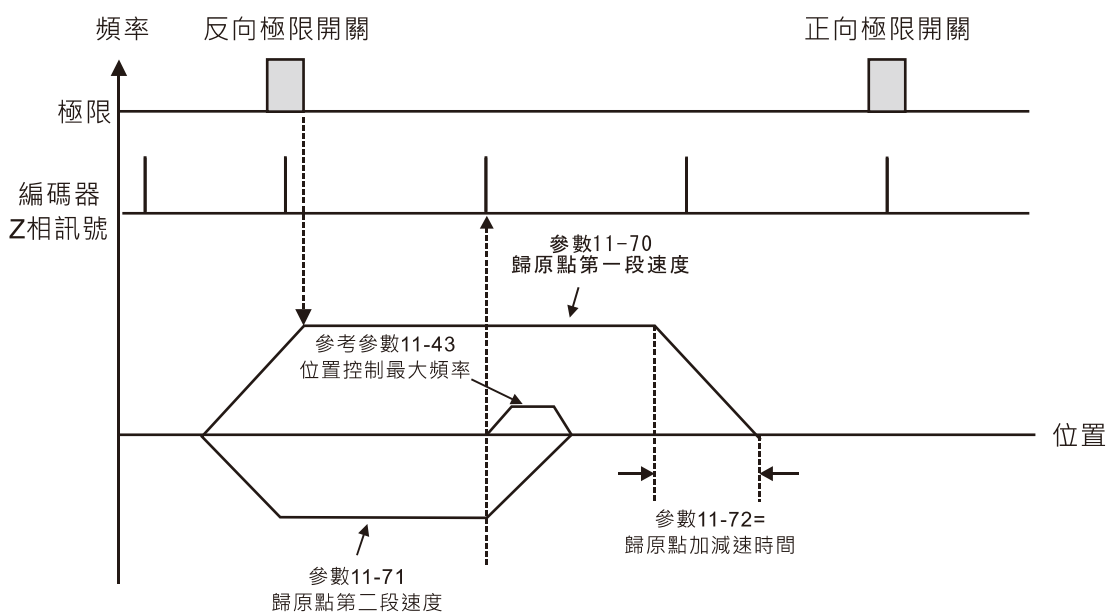 頻率
反向極限開關
正向極限開關
極限
編碼器
Z相訊號
參數11-70
歸原點第一段速度
參考參數11-43
位置控制最大頻率
位置
參數11-72=
歸原點加減速時間
參數11-71
歸原點第二段速度